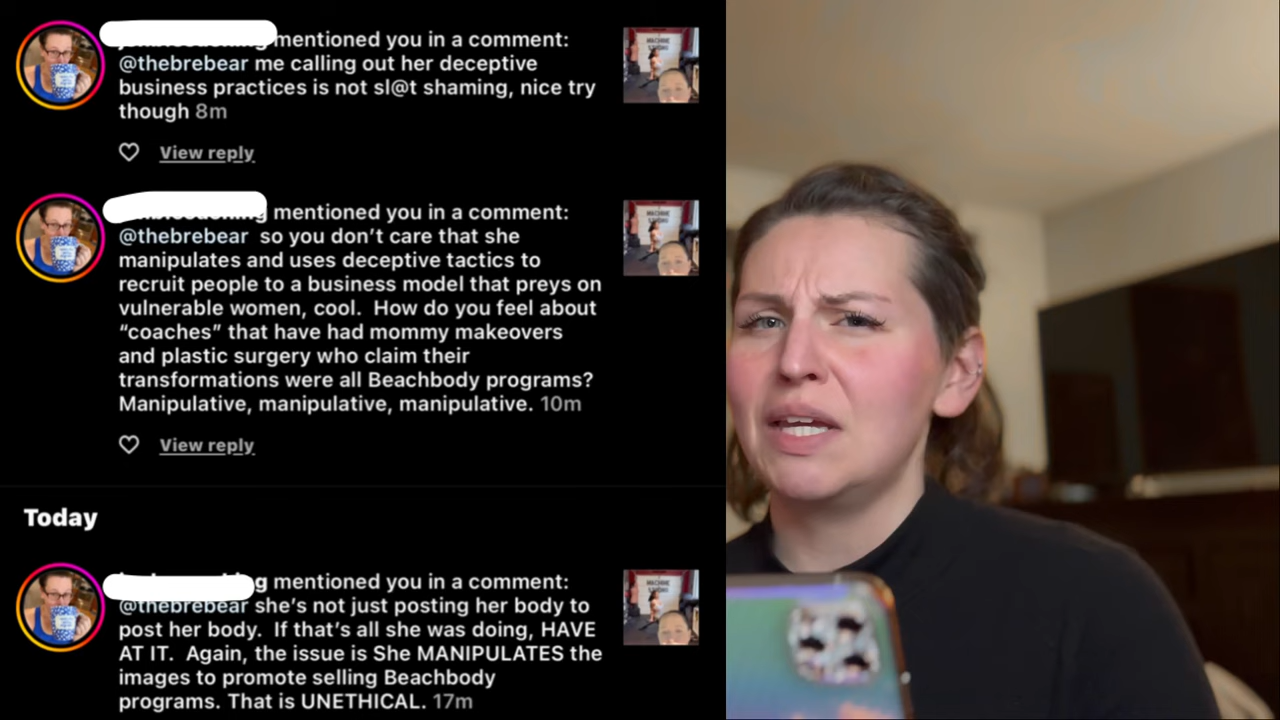 mentioned you in a comment:
@thebrebear me calling out her deceptive
business practices is not sl@t shaming, nice try
though 8m
View reply
mentioned you in a comment:
@thebrebear so you don’t care that she
manipulates and uses deceptive tactics to
recruit people to a business model that preys on
vulnerable women, cool. How do you feel about
“coaches” that have had mommy makeovers
and plastic surgery who claim their
transformations were all Beachbody programs?
Manipulative, manipulative, manipulative. 10m
View reply
Today
mentioned you in a comment:
@thebrebear she’s not just posting her body to
post her body. If that’s all she was doing, HAVE
AT IT. Again, the issue is She MANIPULATES the
images to promote selling Beachbody
programs. That is UNETHICAL. 17m